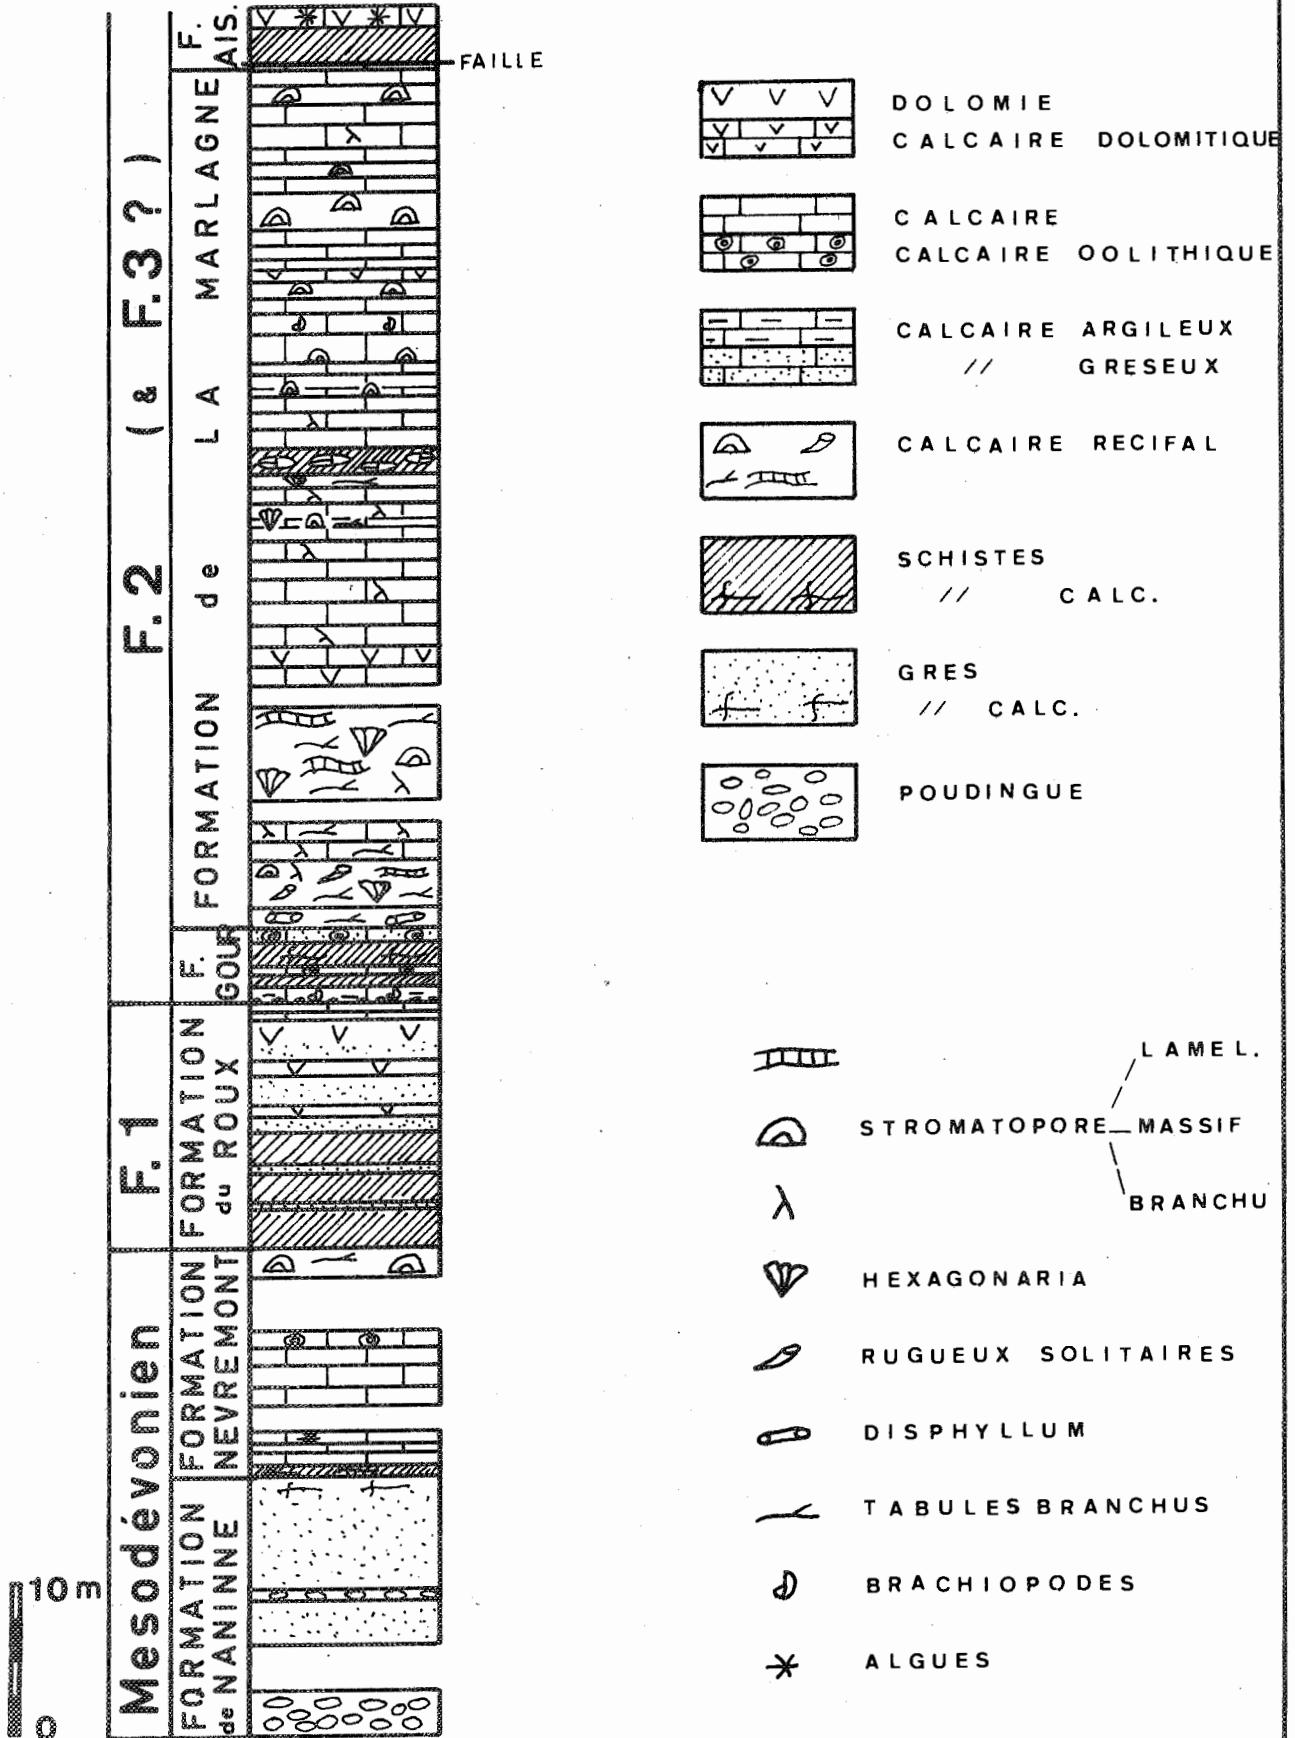 F. AIS.
FAILLE
FORMATION de LA MARLAGNE
F. GOUR
FORMATION du ROUX
FORMATION NEVREMONT
FORMATION de NANINNE
F.2 (& F.3 ?)
F.1
Mesodévonien
10 m
0
DOLOMIE
CALCAIRE DOLOMITIQUE
CALCAIRE
CALCAIRE OOLITHIQUE
CALCAIRE ARGILEUX
// GRESEUX
CALCAIRE RECIFAL
SCHISTES
// CALC.
GRES
// CALC.
POUDINGUE
LAMEL.
STROMATOPORE MASSIF
BRANCHU
HEXAGONARIA
RUGUEUX SOLITAIRES
DISPHYLLUM
TABULES BRANCHUS
BRACHIOPODES
ALGUES